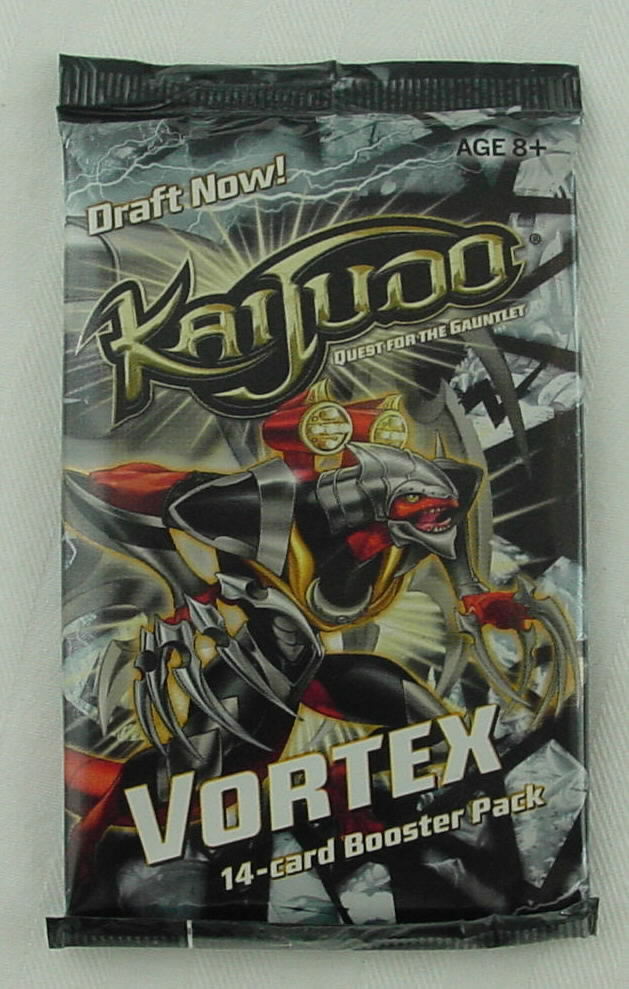 AGE 8+
Draft Now!
KAIJUDO®
QUEST FOR THE GAUNTLET
VORTEX
14-card Booster Pack